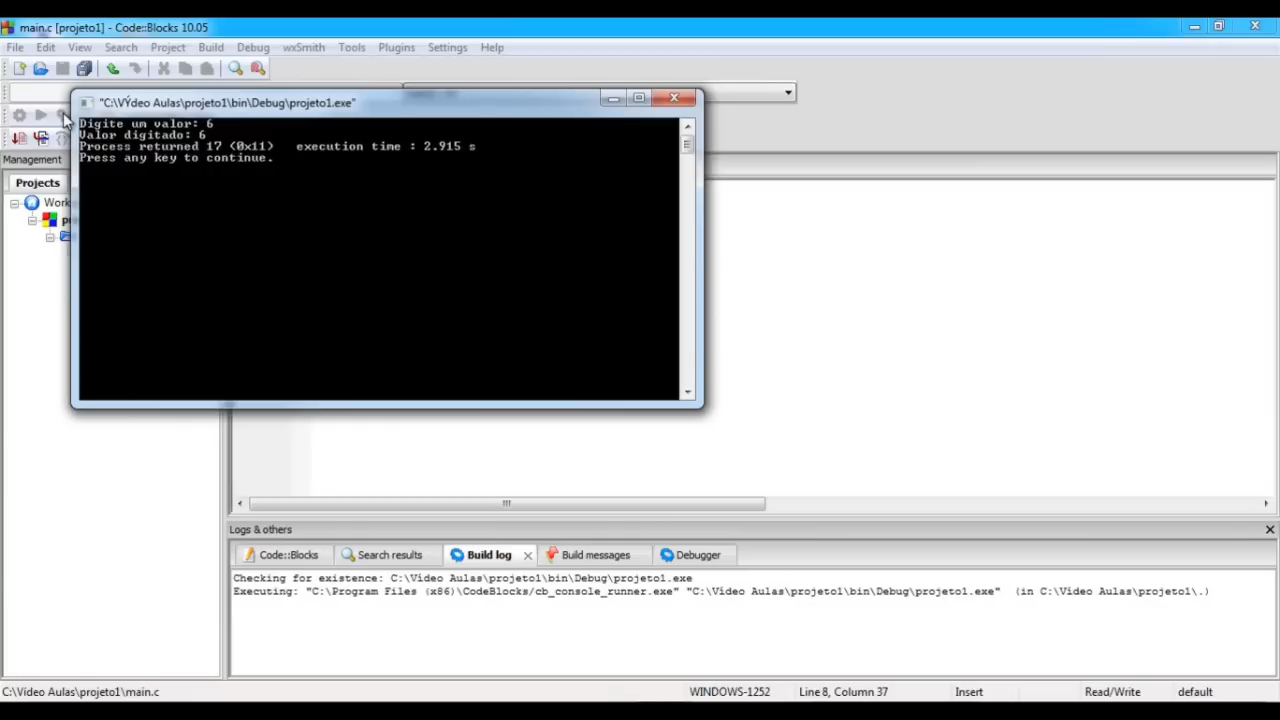 main.c [projeto1] - Code::Blocks 10.05
File Edit View Search Project Build Debug wxSmith Tools Plugins Settings Help
"C:\VÝdeo Aulas\projeto1\bin\Debug\projeto1.exe"
Digite um valor: 6
Valor digitado: 6
Process returned 17 (0x11) execution time : 2.915 s
Press any key to continue.
Management
Projects
Logs & others
Code::Blocks Search results Build log Build messages Debugger
Checking for existence: C:\Vídeo Aulas\projeto1\bin\Debug\projeto1.exe
Executing: "C:\Program Files (x86)\CodeBlocks/cb_console_runner.exe" "C:\Vídeo Aulas\projeto1\bin\Debug\projeto1.exe" (in C:\Vídeo Aulas\projeto1\.)
C:\Vídeo Aulas\projeto1\main.c WINDOWS-1252 Line 8, Column 37 Insert Read/Write default